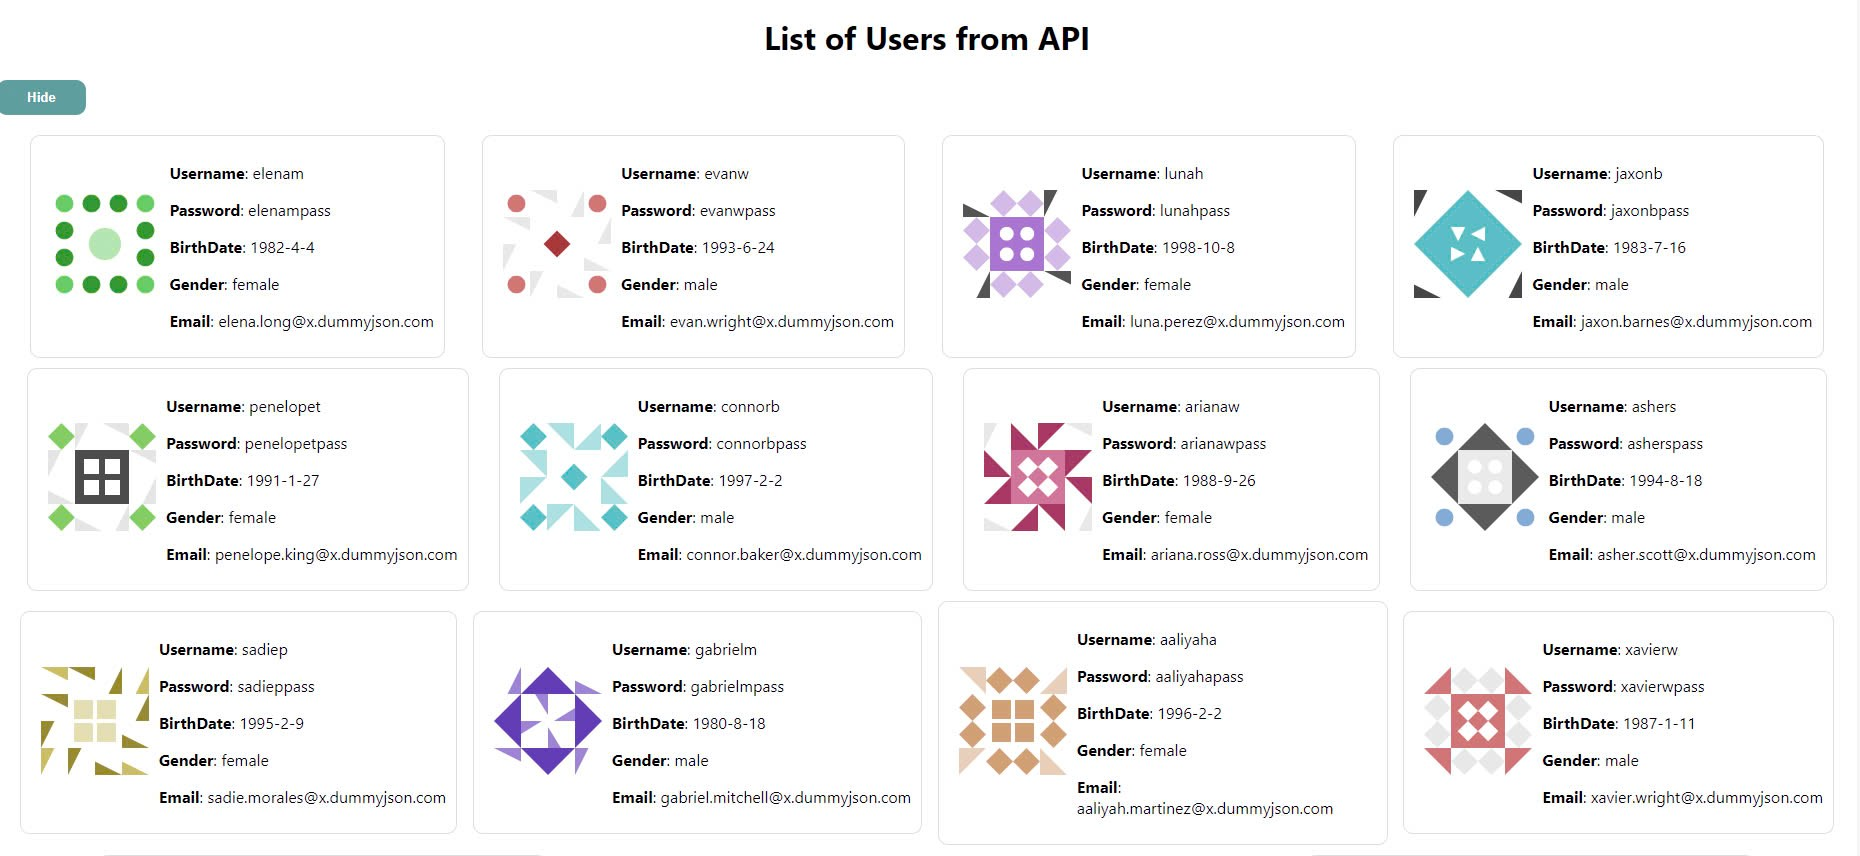 List of Users from API
Hide
Username: elenam
Password: elenampass
BirthDate: 1982-4-4
Gender: female
Email: elena.long@x.dummyjson.com
Username: evanw
Password: evanwpass
BirthDate: 1993-6-24
Gender: male
Email: evan.wright@x.dummyjson.com
Username: lunah
Password: lunahpass
BirthDate: 1998-10-8
Gender: female
Email: luna.perez@x.dummyjson.com
Username: jaxonb
Password: jaxonbpass
BirthDate: 1983-7-16
Gender: male
Email: jaxon.barnes@x.dummyjson.com
Username: penelopet
Password: penelopetpass
BirthDate: 1991-1-27
Gender: female
Email: penelope.king@x.dummyjson.com
Username: connorb
Password: connorbpass
BirthDate: 1997-2-2
Gender: male
Email: connor.baker@x.dummyjson.com
Username: arianaw
Password: arianawpass
BirthDate: 1988-9-26
Gender: female
Email: ariana.ross@x.dummyjson.com
Username: ashers
Password: asherspass
BirthDate: 1994-8-18
Gender: male
Email: asher.scott@x.dummyjson.com
Username: sadiep
Password: sadieppass
BirthDate: 1995-2-9
Gender: female
Email: sadie.morales@x.dummyjson.com
Username: gabrielm
Password: gabrielmpass
BirthDate: 1980-8-18
Gender: male
Email: gabriel.mitchell@x.dummyjson.com
Username: aaliyaha
Password: aaliyahapass
BirthDate: 1996-2-2
Gender: female
Email:
aaliyah.martinez@x.dummyjson.com
Username: xavierw
Password: xavierwpass
BirthDate: 1987-1-11
Gender: male
Email: xavier.wright@x.dummyjson.com